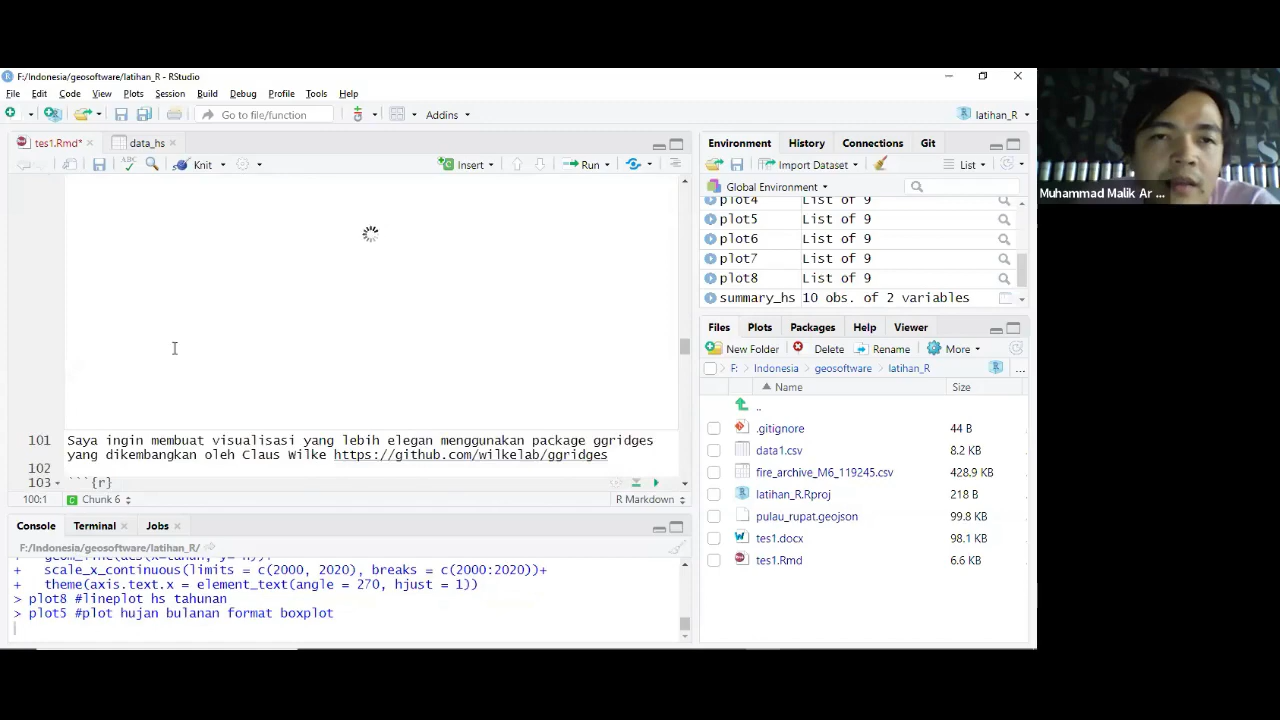 F:/Indonesia/geosoftware/latihan_R - RStudio
File Edit Code View Plots Session Build Debug Profile Tools Help
Go to file/function Addins latihan_R
tes1.Rmd* data_hs
Knit Insert Run
101 Saya ingin membuat visualisasi yang lebih elegan menggunakan package ggridges
yang dikembangkan oleh Claus Wilke https://github.com/wilkelab/ggridges
102
103 ```{r}
100:1 Chunk 6 R Markdown
Console Terminal Jobs
F:/Indonesia/geosoftware/latihan_R/
+ scale_x_continuous(limits = c(2000, 2020), breaks = c(2000:2020))+
+ theme(axis.text.x = element_text(angle = 270, hjust = 1))
> plot8 #lineplot hs tahunan
> plot5 #plot hujan bulanan format boxplot
Environment History Connections Git
Import Dataset List
Global Environment
plot4 List of 9
plot5 List of 9
plot6 List of 9
plot7 List of 9
plot8 List of 9
summary_hs 10 obs. of 2 variables
Files Plots Packages Help Viewer
New Folder Delete Rename More
F: Indonesia geosoftware latihan_R ...
Name Size
..
.gitignore 44 B
data1.csv 8.2 KB
fire_archive_M6_119245.csv 428.9 KB
latihan_R.Rproj 218 B
pulau_rupat.geojson 99.8 KB
tes1.docx 98.1 KB
tes1.Rmd 6.6 KB
Muhammad Malik Ar ...